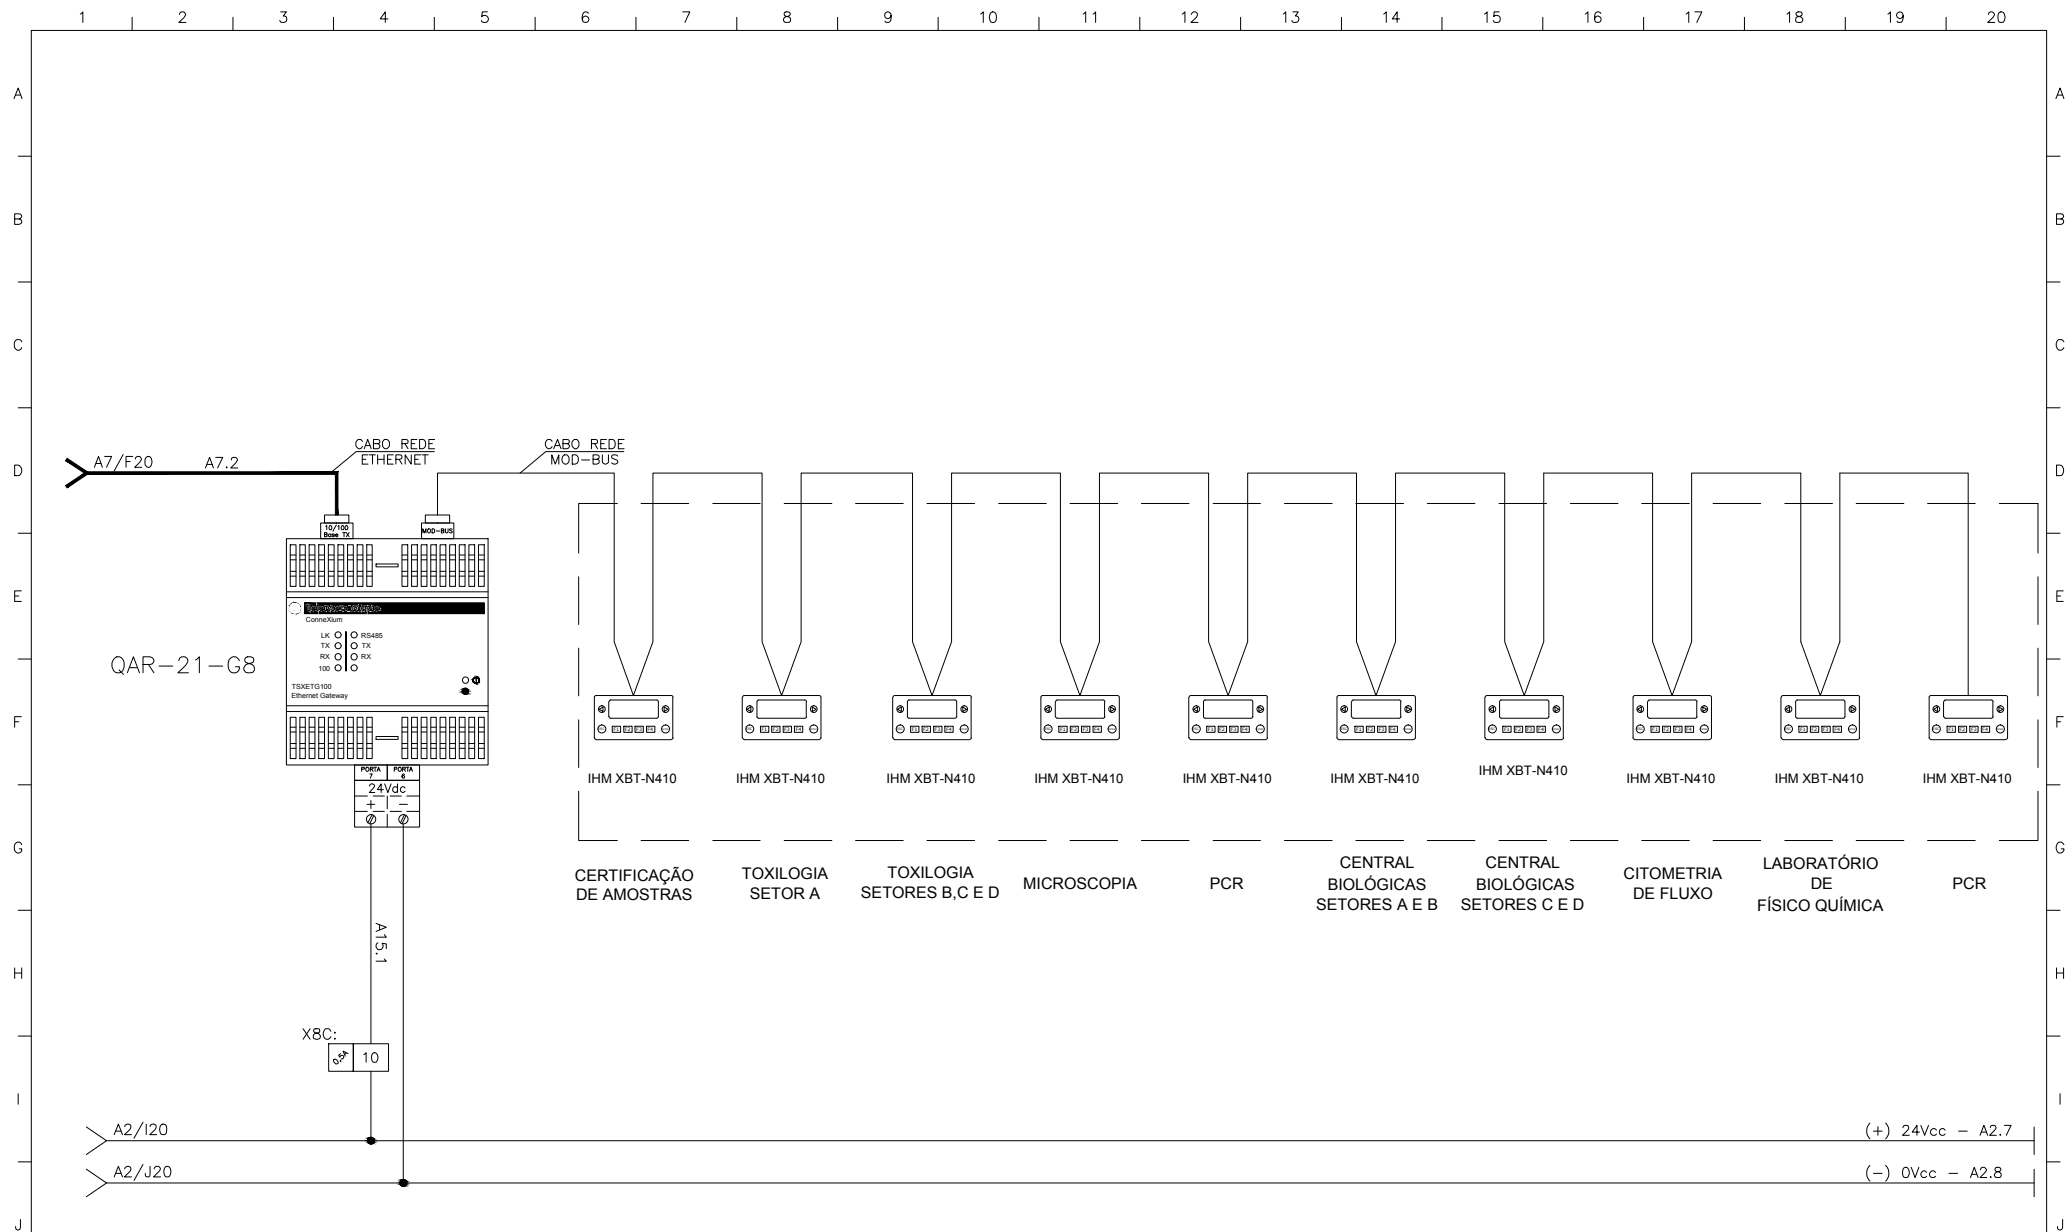 1 2 3 4 5 6 7 8 9 10 11 12 13 14 15 16 17 18 19 20
A A
B B
C C
D D
E E
F F
G G
H H
I I
J J
A7/F20 A7.2
CABO REDE
ETHERNET
CABO REDE
MOD-BUS
10/100
Base TX
MOD-BUS
ConneXium
LK RS485
TX TX
RX RX
100
TSXETG100
Ethernet Gateway
QAR-21-G8
PORTA
7
PORTA
6
24Vdc
+ -
IHM XBT-N410
IHM XBT-N410
IHM XBT-N410
IHM XBT-N410
IHM XBT-N410
IHM XBT-N410
IHM XBT-N410
IHM XBT-N410
IHM XBT-N410
IHM XBT-N410
CERTIFICAÇÃO
DE AMOSTRAS
TOXILOGIA
SETOR A
TOXILOGIA
SETORES B,C E D
MICROSCOPIA
PCR
CENTRAL
BIOLÓGICAS
SETORES A E B
CENTRAL
BIOLÓGICAS
SETORES C E D
CITOMETRIA
DE FLUXO
LABORATÓRIO
DE
FÍSICO QUÍMICA
PCR
A15.1
X8C:
0.5A 10
A2/I20
(+) 24Vcc - A2.7
A2/J20
(-) 0Vcc - A2.8